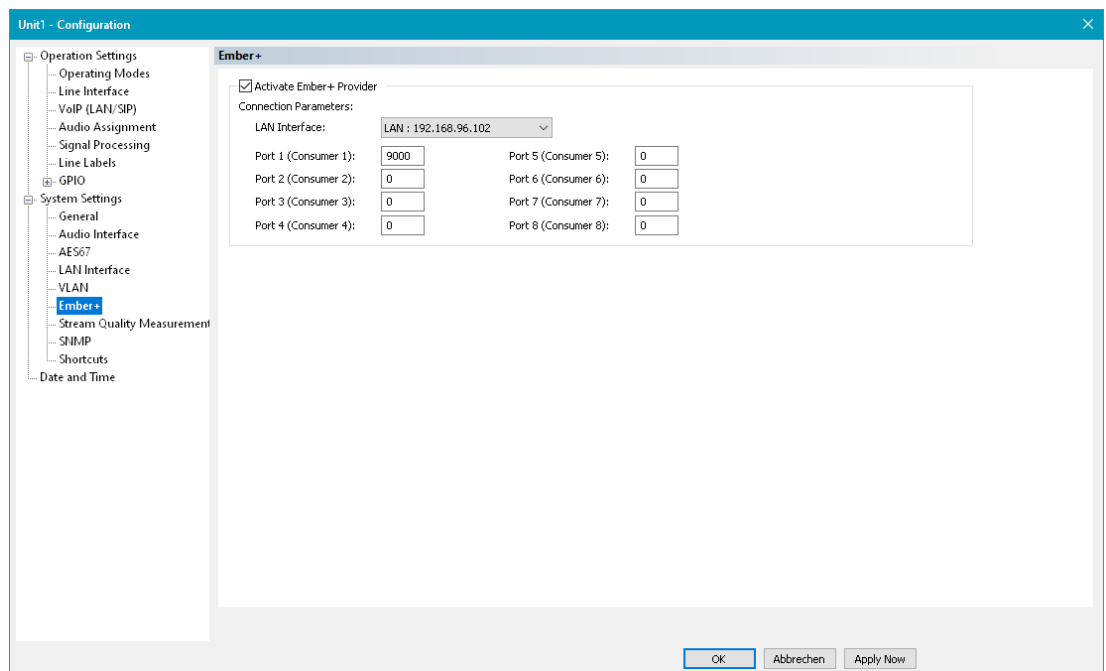 Unit1 - Configuration
Operation Settings
Operating Modes
Line Interface
VoIP (LAN/SIP)
Audio Assignment
Signal Processing
Line Labels
GPIO
System Settings
General
Audio Interface
AES67
LAN Interface
VLAN
Ember+
Stream Quality Measurement
SNMP
Shortcuts
Date and Time
Ember+
Activate Ember+ Provider
Connection Parameters:
LAN Interface: LAN : 192.168.96.102
Port 1 (Consumer 1): 9000 Port 5 (Consumer 5): 0
Port 2 (Consumer 2): 0 Port 6 (Consumer 6): 0
Port 3 (Consumer 3): 0 Port 7 (Consumer 7): 0
Port 4 (Consumer 4): 0 Port 8 (Consumer 8): 0
OK Abbrechen Apply Now